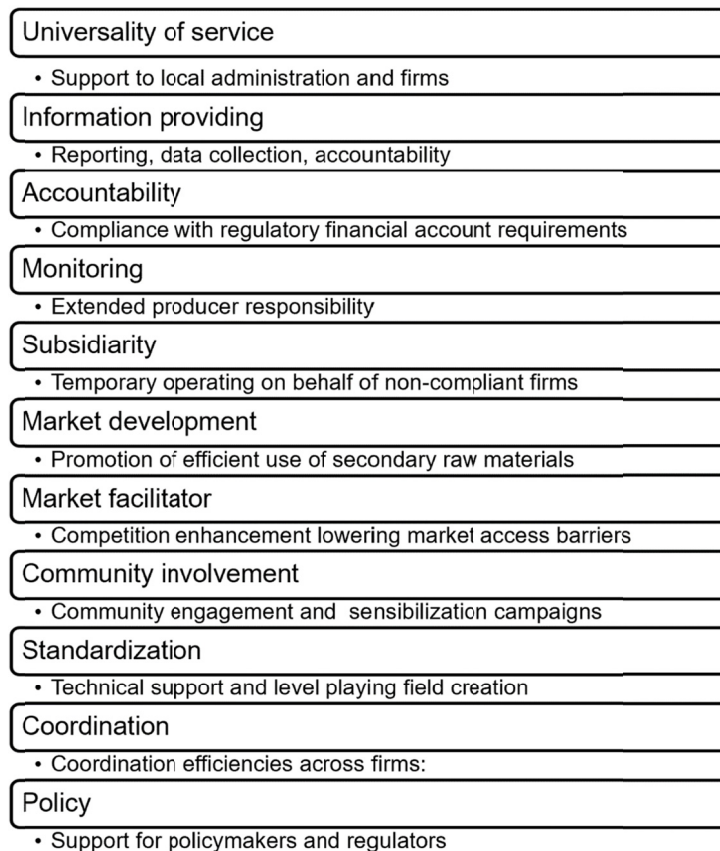 Universality of service
• Support to local administration and firms
Information providing
• Reporting, data collection, accountability
Accountability
• Compliance with regulatory financial account requirements
Monitoring
• Extended producer responsibility
Subsidiarity
• Temporary operating on behalf of non-compliant firms
Market development
• Promotion of efficient use of secondary raw materials
Market facilitator
• Competition enhancement lowering market access barriers
Community involvement
• Community engagement and  sensibilization campaigns
Standardization
• Technical support and level playing field creation
Coordination
• Coordination efficiencies across firms:
Policy
• Support for policymakers and regulators